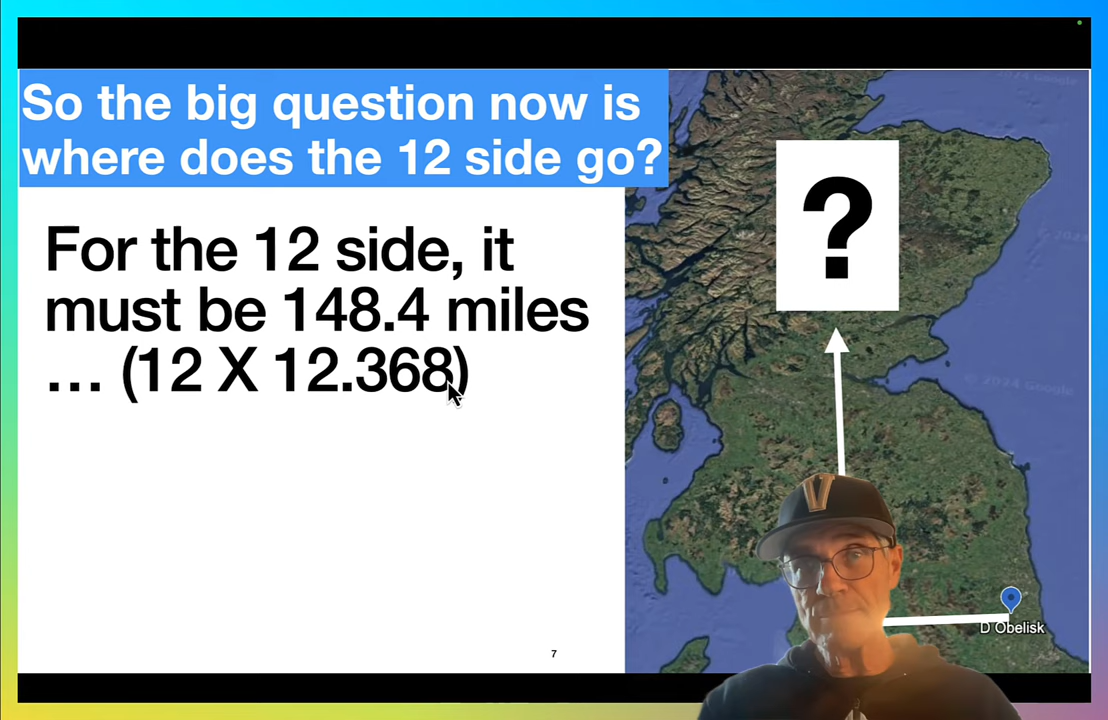 So the big question now is
where does the 12 side go?
For the 12 side, it
must be 148.4 miles
… (12 X 12.368)
?
V
D Obelisk
7